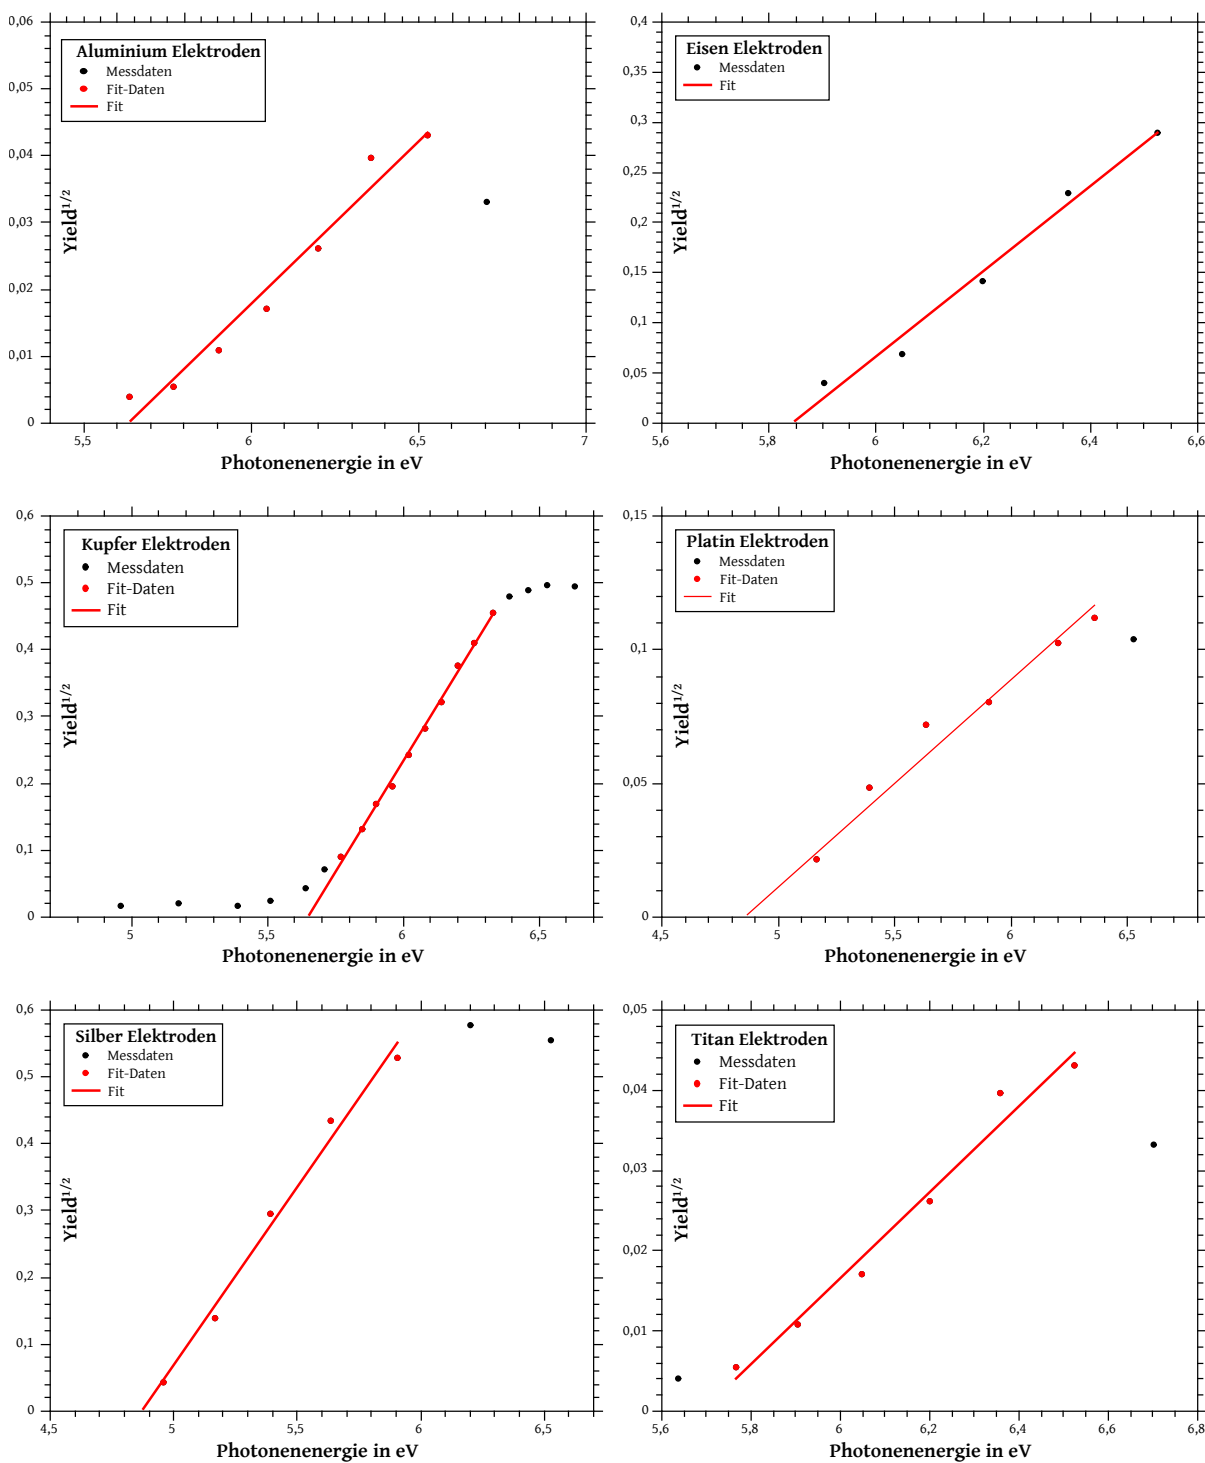 Aluminium Elektroden
Messdaten
Fit-Daten
Fit
0,06
0,05
0,04
0,03
0,02
0,01
0
Yield1/2
5,5 6 6,5 7
Photonenenergie in eV
Eisen Elektroden
Messdaten
Fit
0,4
0,35
0,3
0,25
0,2
0,15
0,1
0,05
0
Yield1/2
5,6 5,8 6 6,2 6,4 6,6
Photonenenergie in eV
Kupfer Elektroden
Messdaten
Fit-Daten
Fit
0,6
0,5
0,4
0,3
0,2
0,1
0
Yield1/2
5 5,5 6 6,5
Photonenenergie in eV
Platin Elektroden
Messdaten
Fit-Daten
Fit
0,15
0,1
0,05
0
Yield1/2
4,5 5 5,5 6 6,5
Photonenenergie in eV
Silber Elektroden
Messdaten
Fit-Daten
Fit
0,6
0,5
0,4
0,3
0,2
0,1
0
Yield1/2
4,5 5 5,5 6 6,5
Photonenenergie in eV
Titan Elektroden
Messdaten
Fit-Daten
Fit
0,05
0,04
0,03
0,02
0,01
0
Yield1/2
5,6 5,8 6 6,2 6,4 6,6 6,8
Photonenenergie in eV